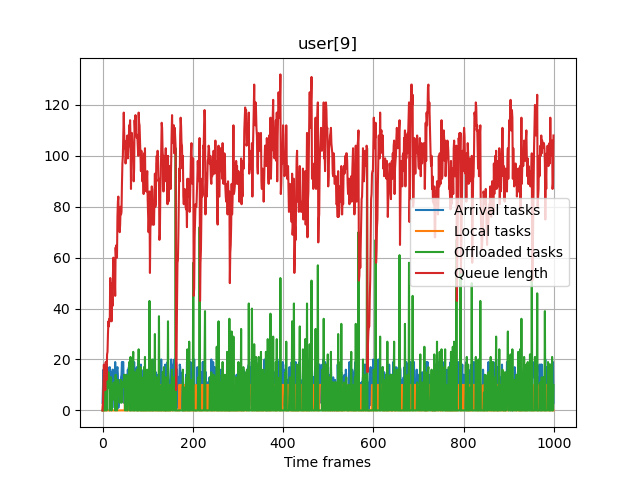 user[9]
120
100
80
60
40
20
0
Arrival tasks
Local tasks
Offloaded tasks
Queue length
0 200 400 600 800 1000
Time frames